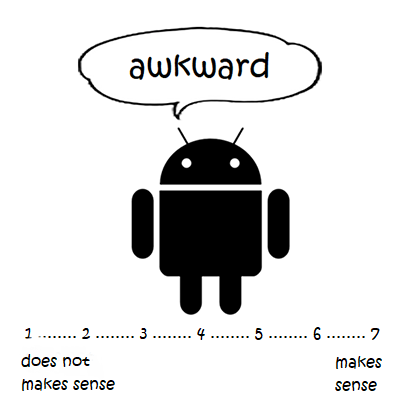 awkward
1 ........ 2 ........ 3 ........ 4 ........ 5 ........ 6 ........ 7
does not makes
makes sense sense